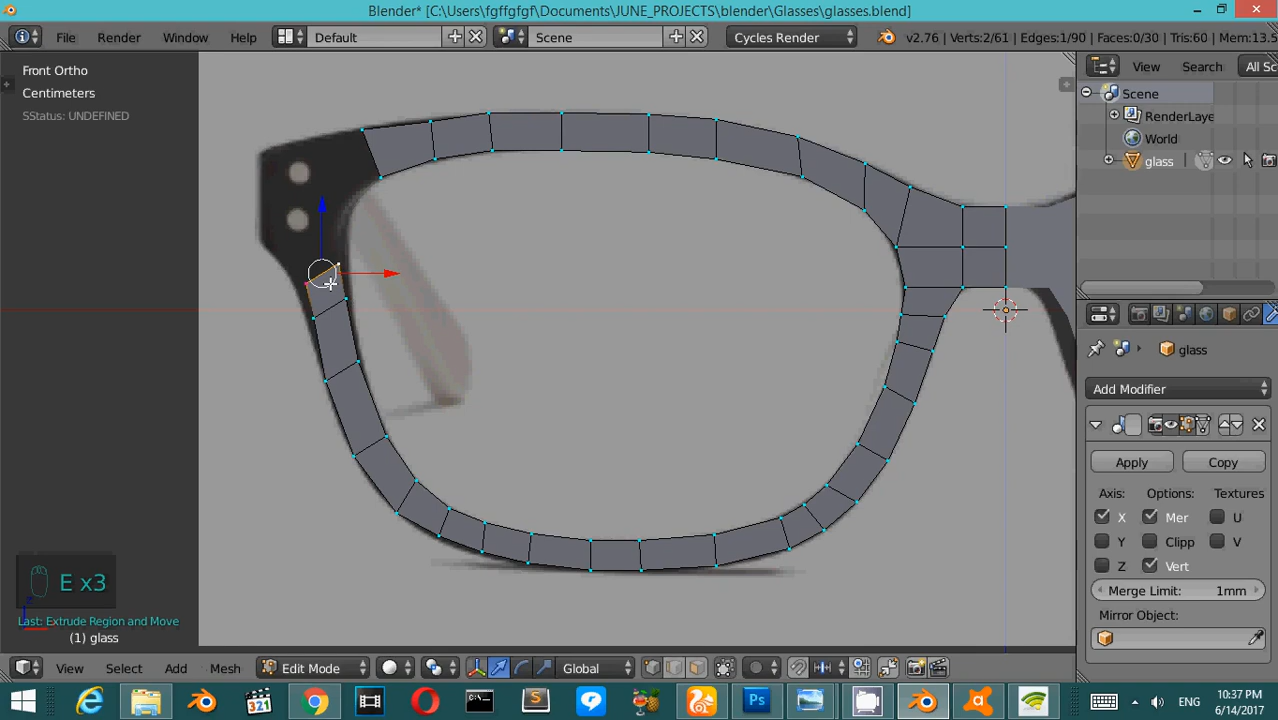 Blender* [C:\Users\fgffgfgf\Documents\JUNE_PROJECTS\blender\Glasses\glasses.blend]
File Render Window Help Default Scene Cycles Render v2.76 | Verts:2/61 | Edges:1/90 | Faces:0/30 | Tris:60 | Mem:13.5
Front Ortho
Centimeters
SStatus: UNDEFINED
View Search All Sc
Scene
RenderLaye
World
glass
glass
Add Modifier
Apply Copy
Axis: Options: Textures
X Mer U
Y Clipp V
Z Vert
Merge Limit: 1mm
Mirror Object:
E x3
Last: Extrude Region and Move
(1) glass
View Select Add Mesh Edit Mode Global
321 Ps ENG 10:37 PM
6/14/2017